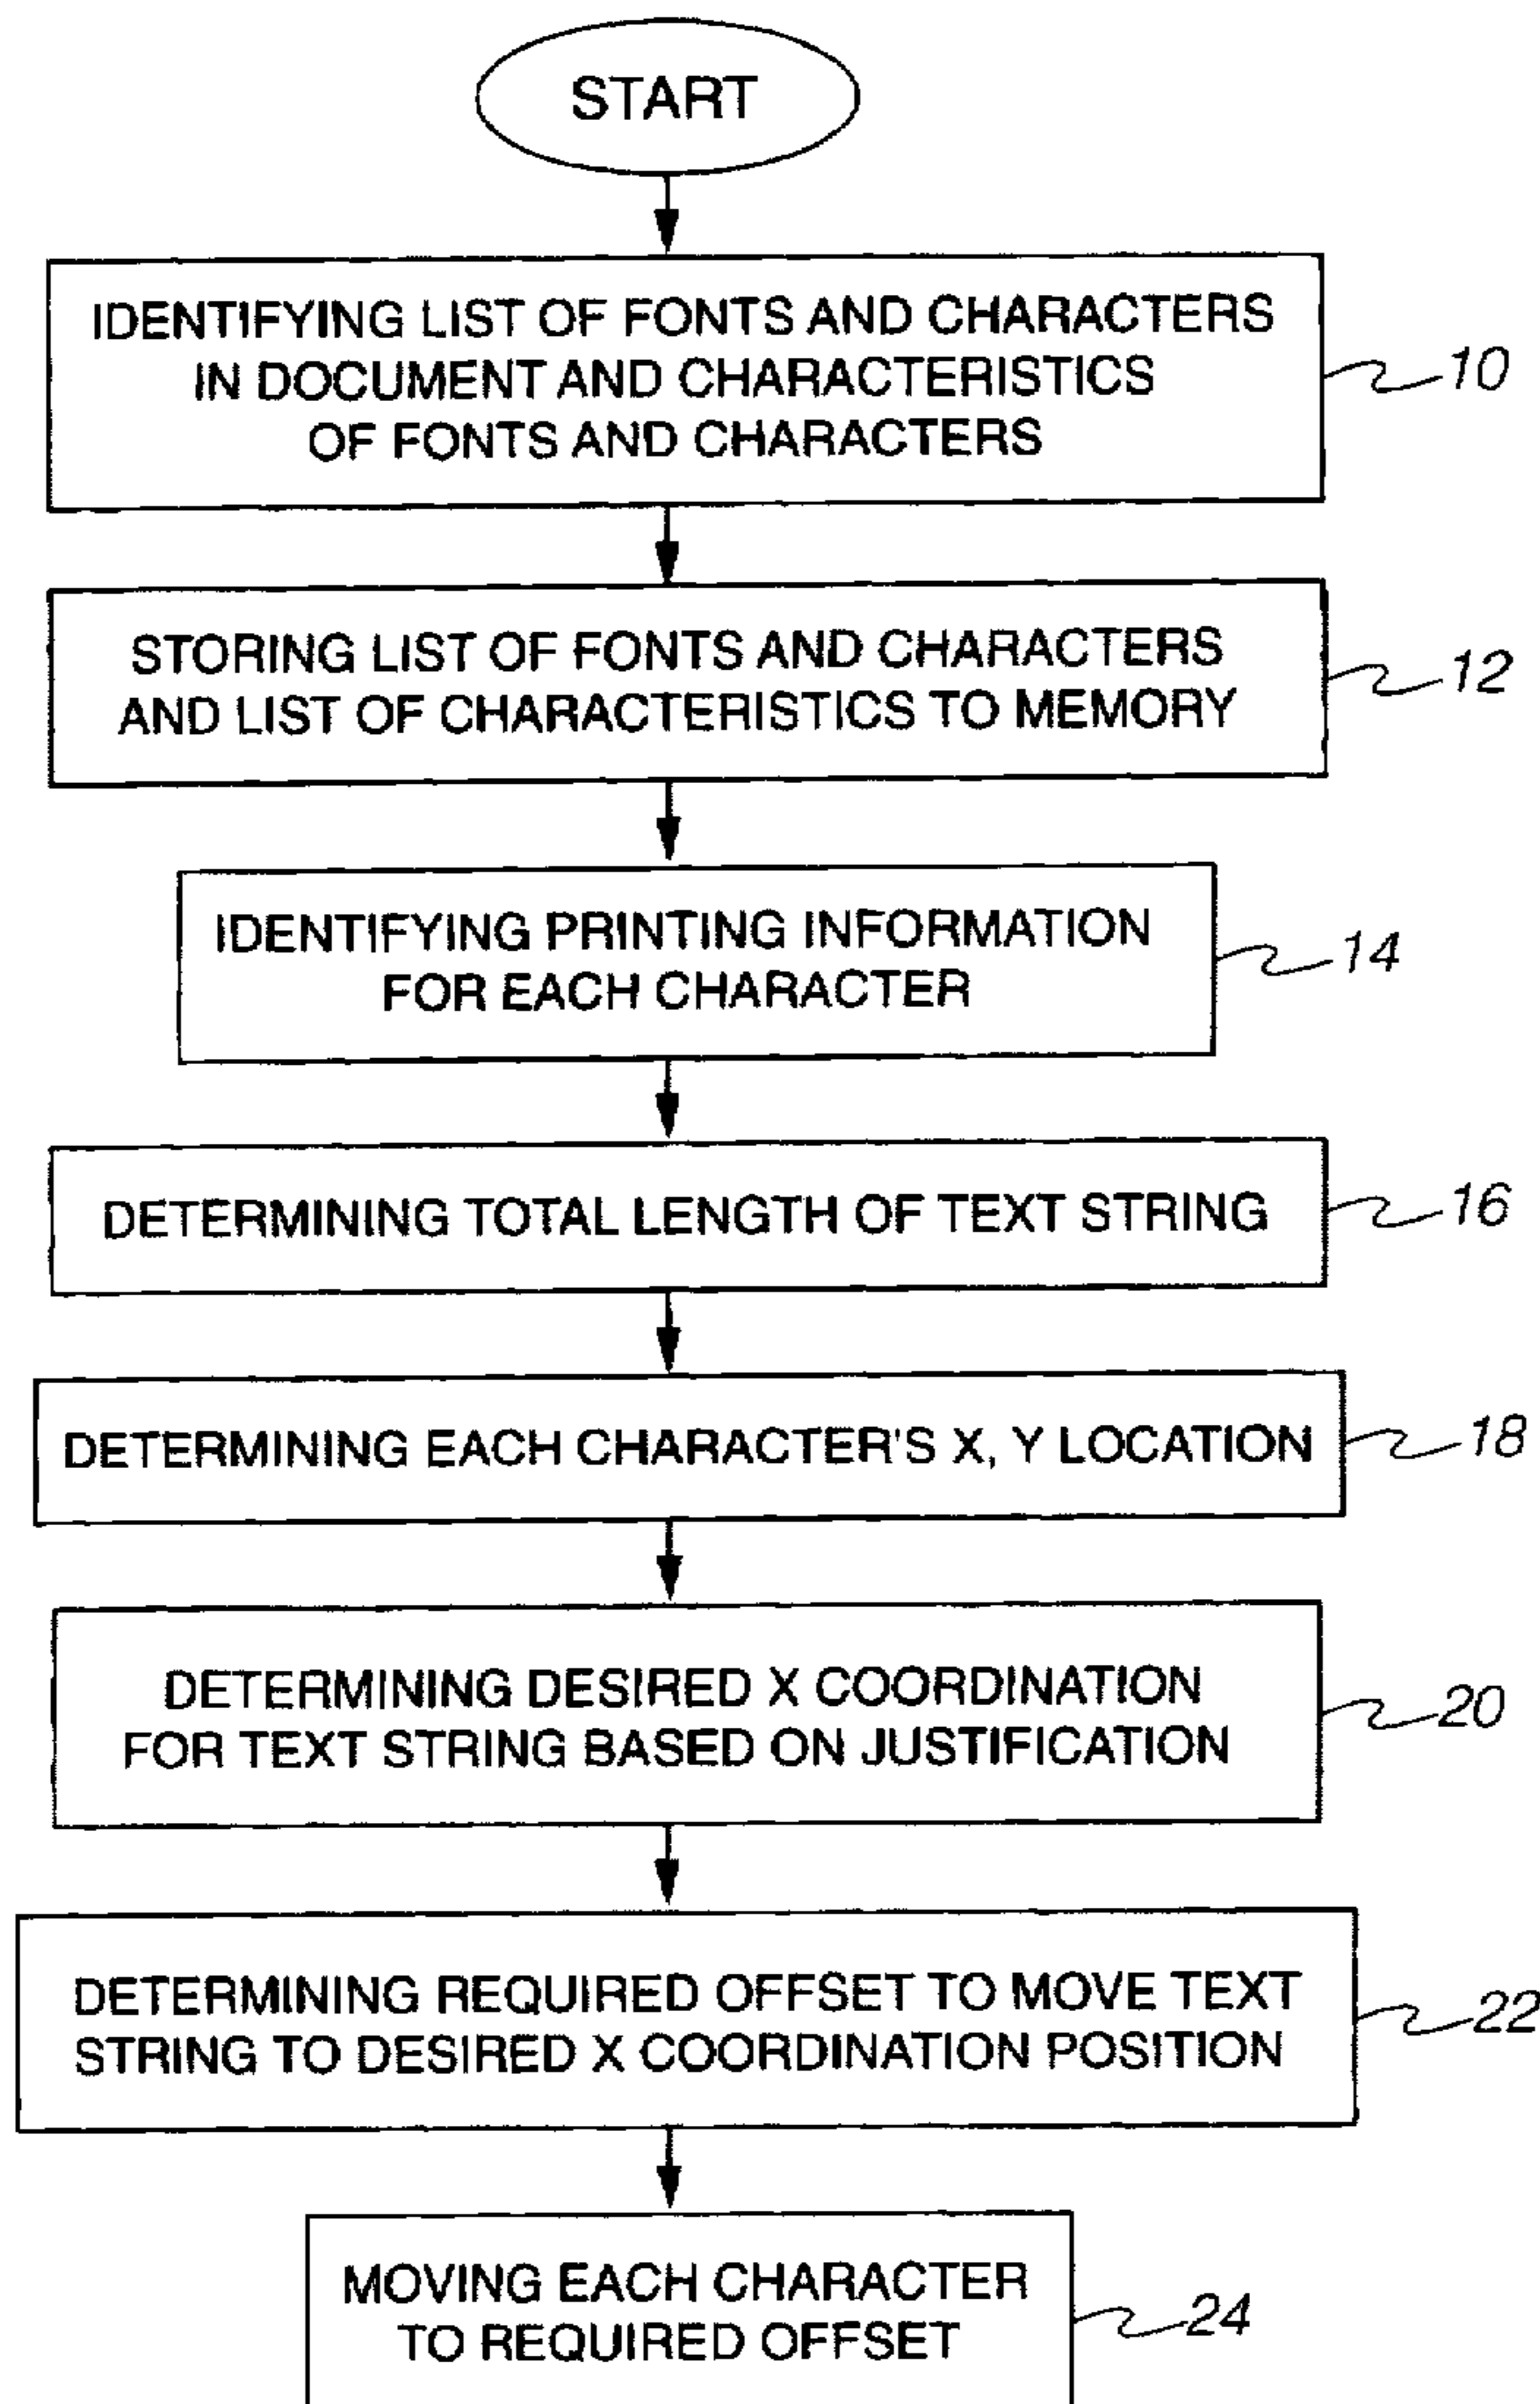 START
IDENTIFYING LIST OF FONTS AND CHARACTERS
IN DOCUMENT AND CHARACTERISTICS
OF FONTS AND CHARACTERS
10
STORING LIST OF FONTS AND CHARACTERS
AND LIST OF CHARACTERISTICS TO MEMORY
12
IDENTIFYING PRINTING INFORMATION
FOR EACH CHARACTER
14
DETERMINING TOTAL LENGTH OF TEXT STRING
16
DETERMINING EACH CHARACTER'S X, Y LOCATION
18
DETERMINING DESIRED X COORDINATION
FOR TEXT STRING BASED ON JUSTIFICATION
20
DETERMINING REQUIRED OFFSET TO MOVE TEXT
STRING TO DESIRED X COORDINATION POSITION
22
MOVING EACH CHARACTER
TO REQUIRED OFFSET
24